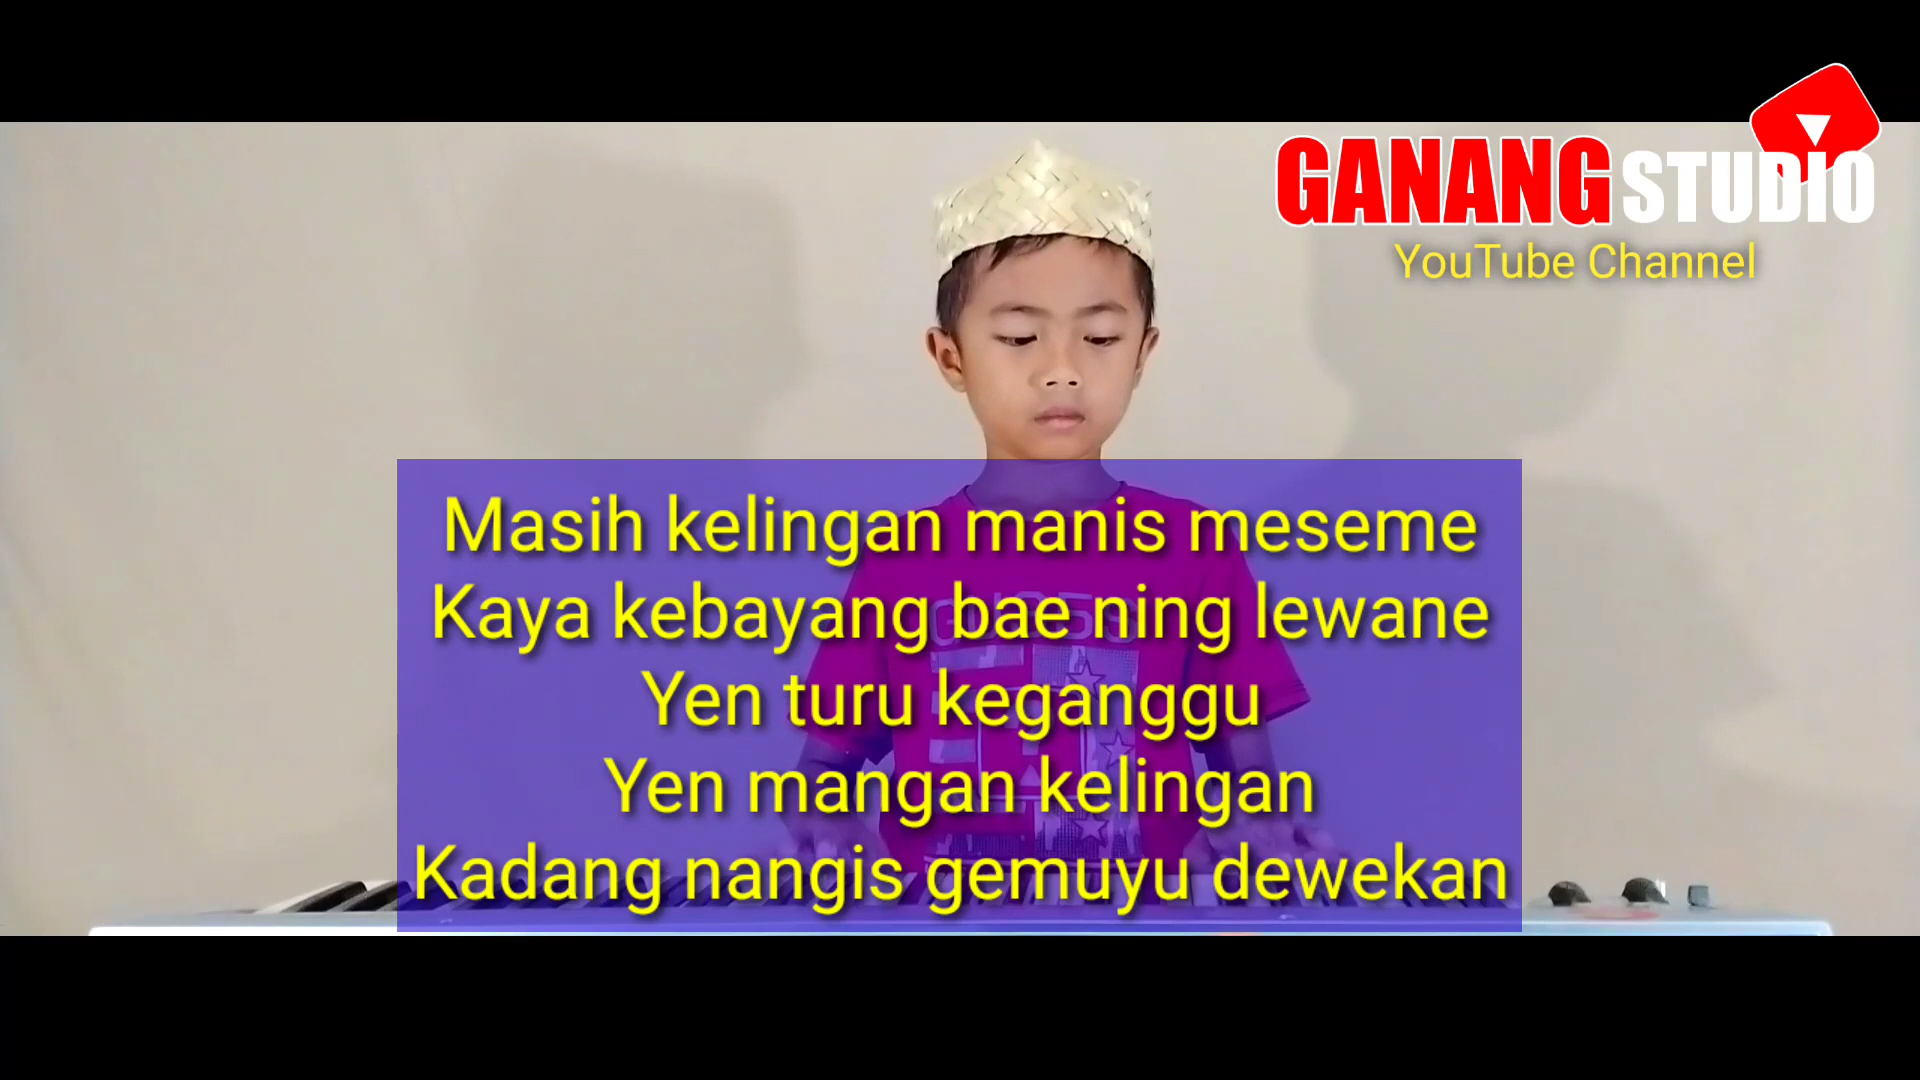 GANANG STUDIO
YouTube Channel
Masih kelingan manis meseme
Kaya kebayang bae ning lewane
Yen turu keganggu
Yen mangan kelingan
Kadang nangis gemuyu dewekan